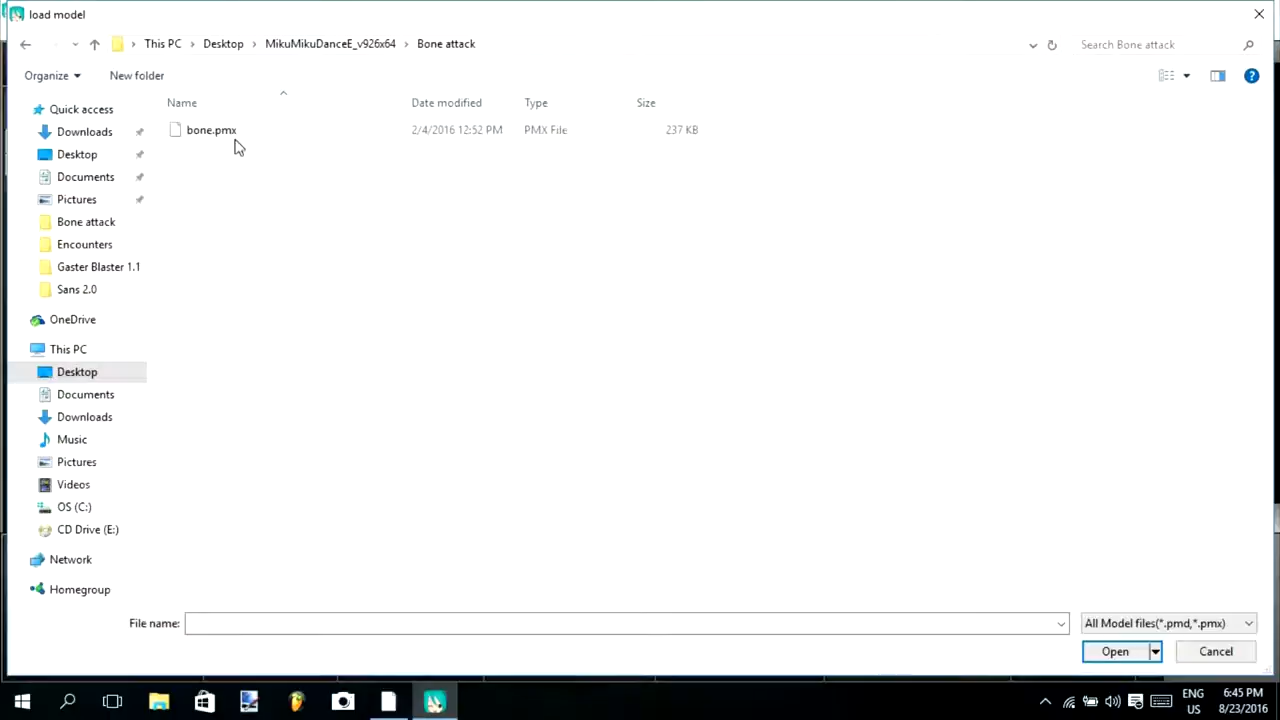 load model
This PC > Desktop > MikuMikuDanceE_v926x64 > Bone attack
Search Bone attack
Organize
New folder
Name
Date modified
Type
Size
bone.pmx
2/4/2016 12:52 PM
PMX File
237 KB
Quick access
Downloads
Desktop
Documents
Pictures
Bone attack
Encounters
Gaster Blaster 1.1
Sans 2.0
OneDrive
This PC
Desktop
Documents
Downloads
Music
Pictures
Videos
OS (C:)
CD Drive (E:)
Network
Homegroup
File name:
All Model files(*.pmd,*.pmx)
Open
Cancel
ENG
US
6:45 PM
8/23/2016